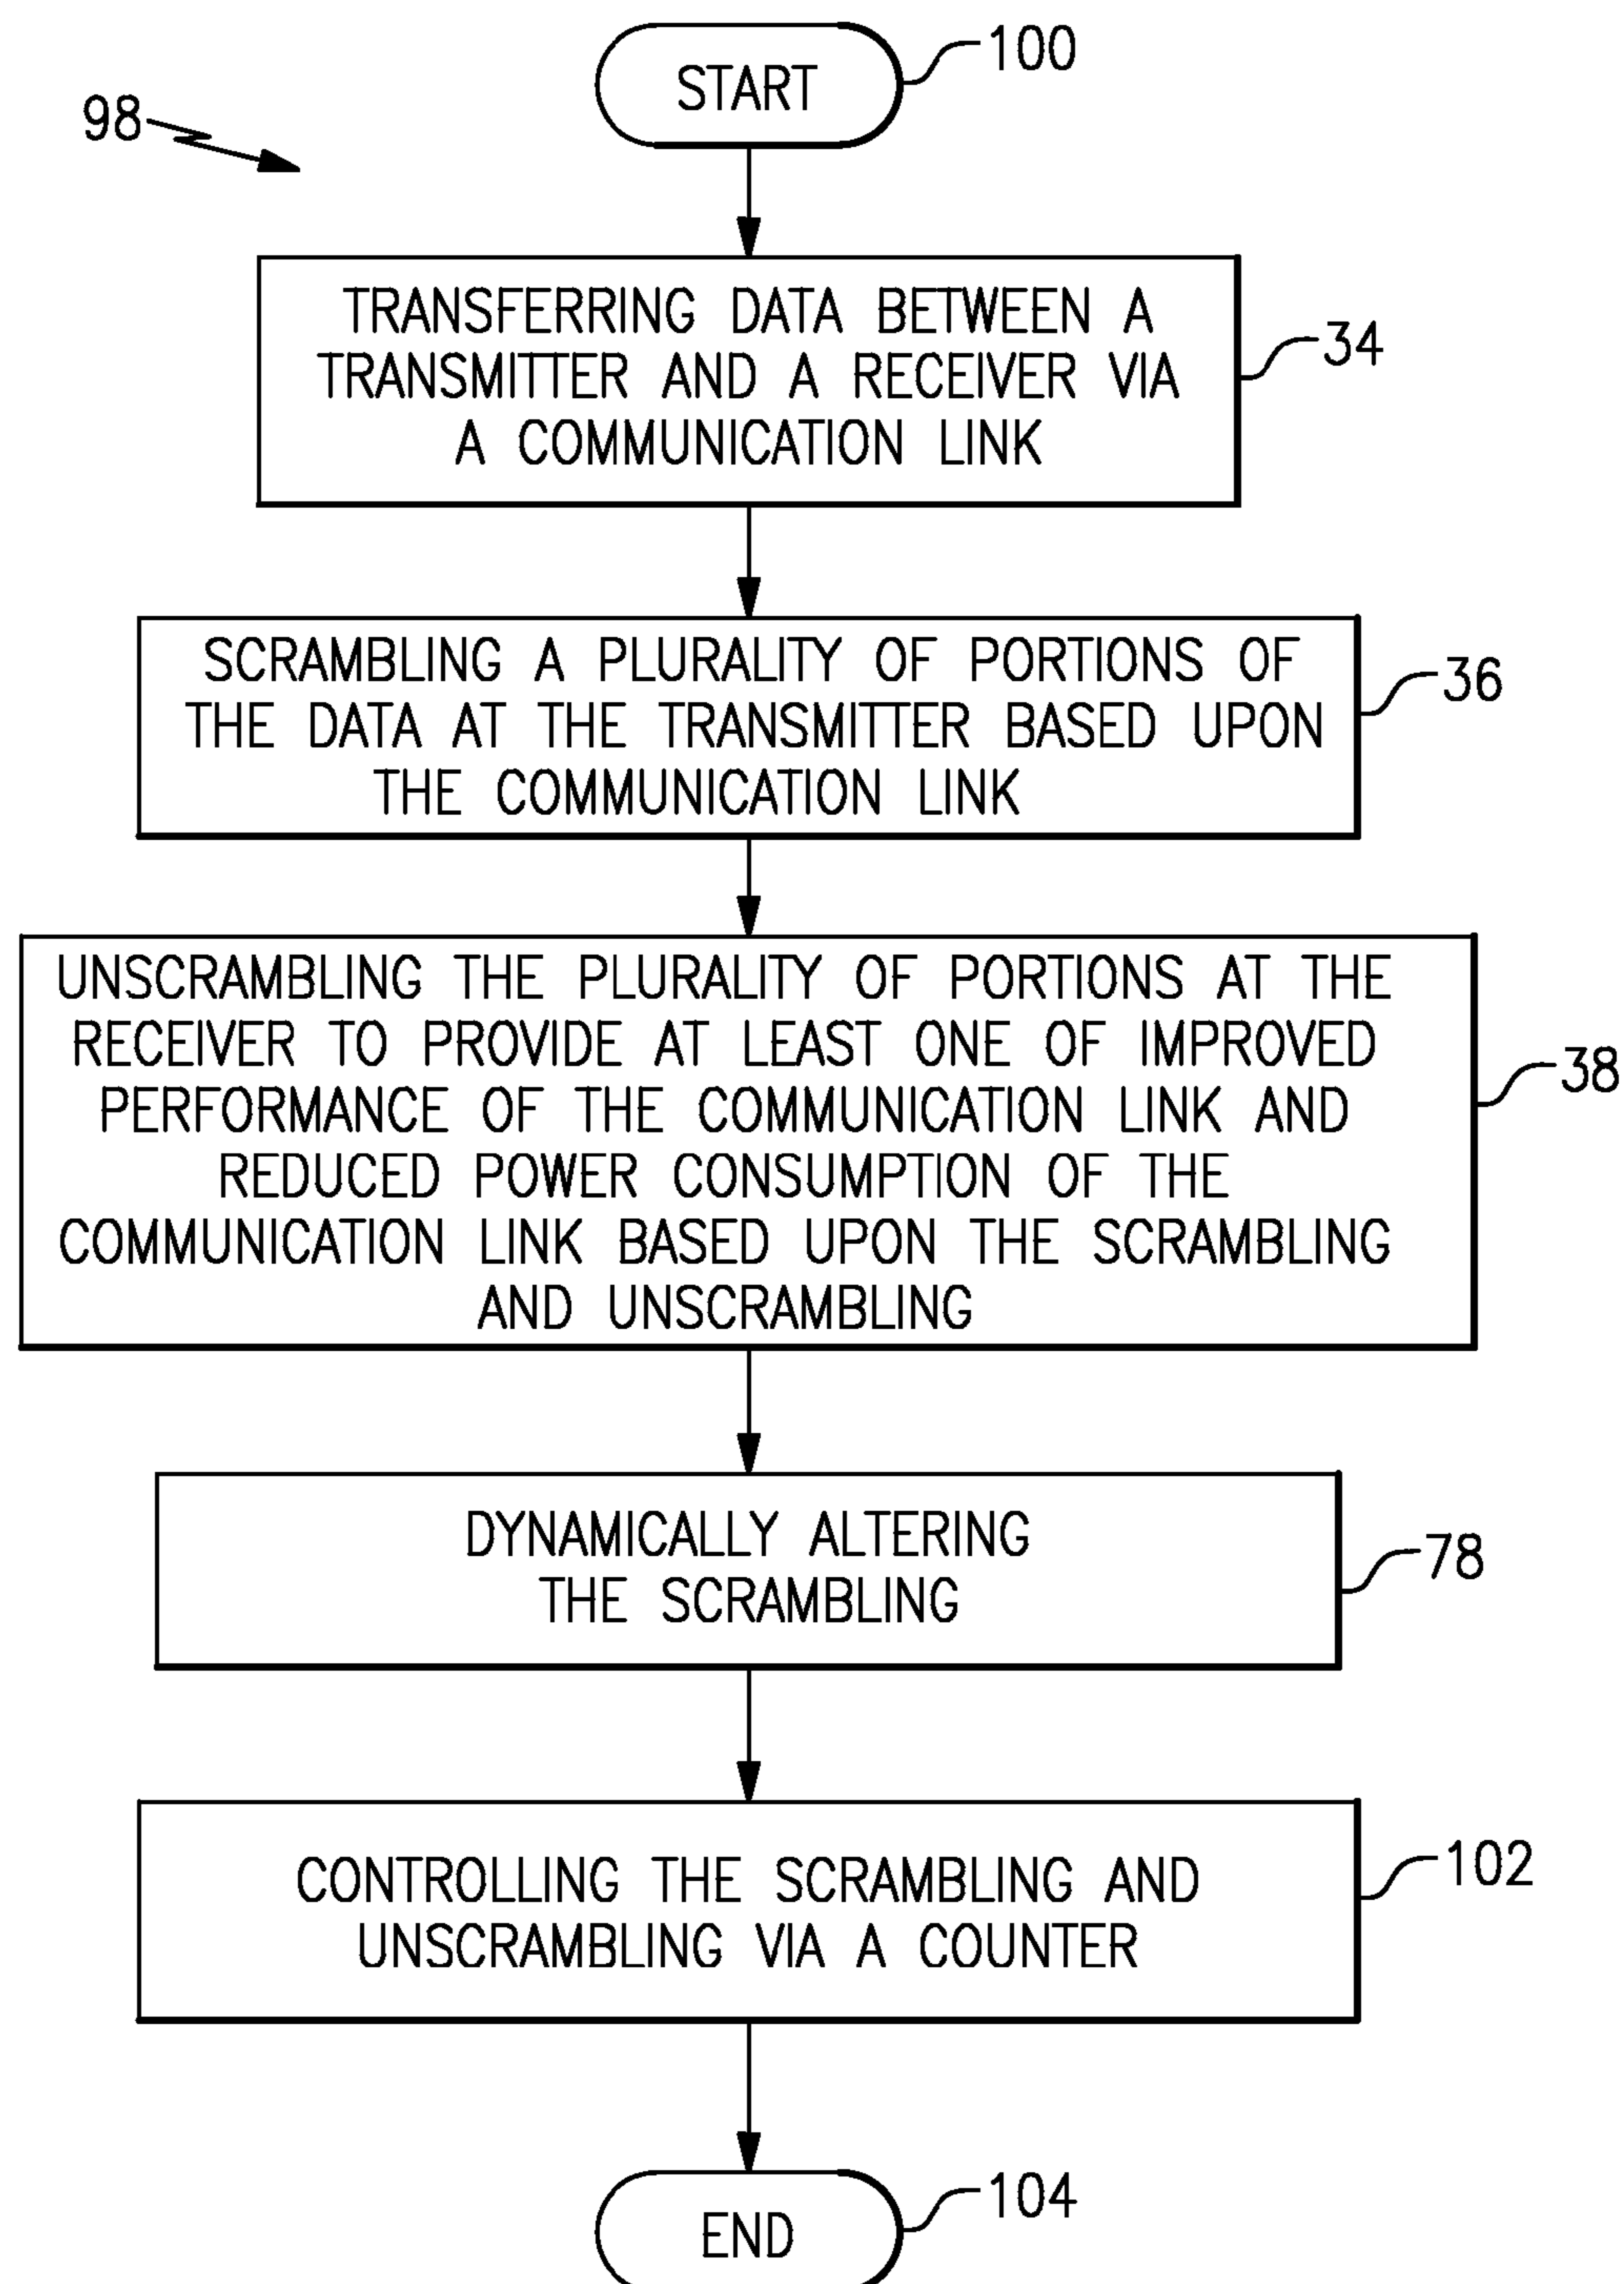 START
100
98
TRANSFERRING DATA BETWEEN A
TRANSMITTER AND A RECEIVER VIA
A COMMUNICATION LINK
34
SCRAMBLING A PLURALITY OF PORTIONS OF
THE DATA AT THE TRANSMITTER BASED UPON
THE COMMUNICATION LINK
36
UNSCRAMBLING THE PLURALITY OF PORTIONS AT THE
RECEIVER TO PROVIDE AT LEAST ONE OF IMPROVED
PERFORMANCE OF THE COMMUNICATION LINK AND
REDUCED POWER CONSUMPTION OF THE
COMMUNICATION LINK BASED UPON THE SCRAMBLING
AND UNSCRAMBLING
38
DYNAMICALLY ALTERING
THE SCRAMBLING
78
CONTROLLING THE SCRAMBLING AND
UNSCRAMBLING VIA A COUNTER
102
END
104